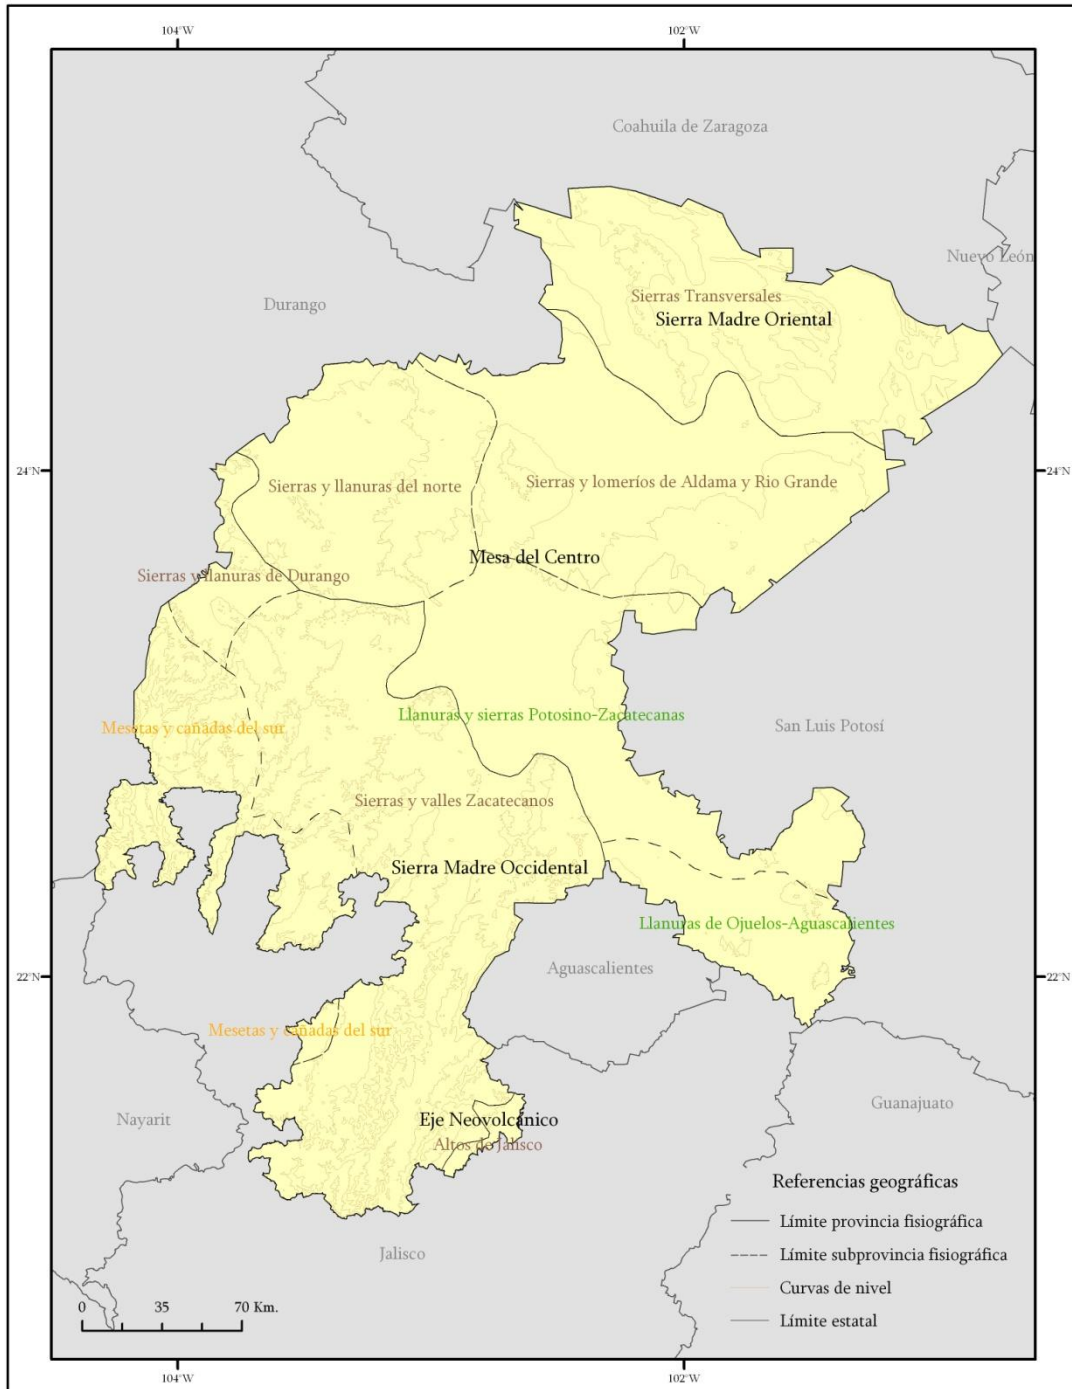 104°W
102°W
Coahuila de Zaragoza
Nuevo León
Durango
Sierras Transversales
Sierra Madre Oriental
24°N
24°N
Sierras y llanuras del norte
Sierras y lomeríos de Aldama y Rio Grande
Mesa del Centro
Sierras y llanuras de Durango
Llanuras y sierras Potosino-Zacatecanas
Mesetas y cañadas del sur
San Luis Potosí
Sierras y valles Zacatecanos
Sierra Madre Occidental
Llanuras de Ojuelos-Aguascalientes
Aguascalientes
22°N
22°N
Mesetas y cañadas del sur
Nayarit
Eje Neovolcánico
Guanajuato
Altos de Jalisco
Jalisco
Referencias geográficas
Límite provincia fisiográfica
Límite subprovincia fisiográfica
Curvas de nivel
Límite estatal
0 35 70 Km.
104°W
102°W